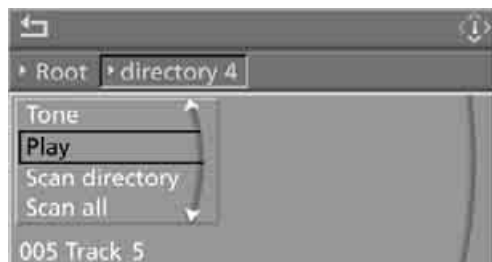 Root directory 4
Tone
Play
Scan directory
Scan all
005 Track 5